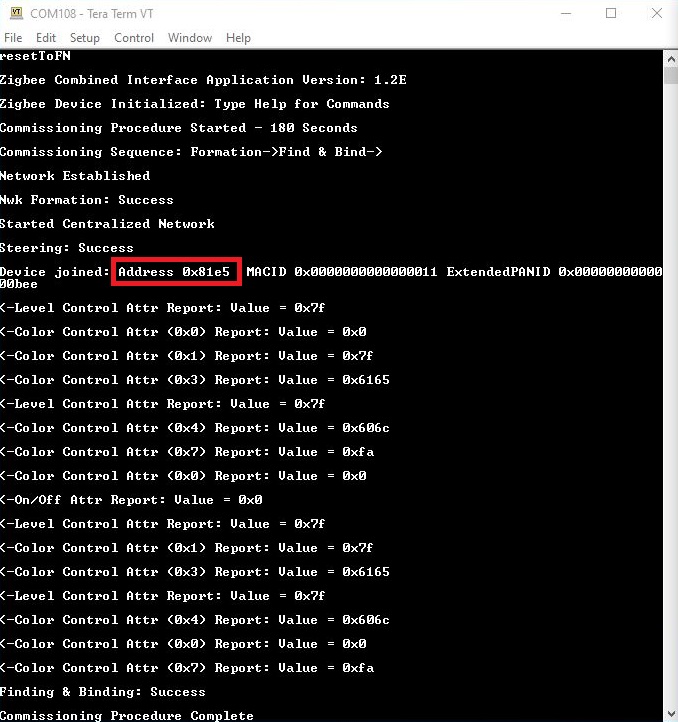 VT COM108 - Tera Term VT
File Edit Setup Control Window Help
resetToFN
Zigbee Combined Interface Application Version: 1.2E
Zigbee Device Initialized: Type Help for Commands
Commissioning Procedure Started - 180 Seconds
Commissioning Sequence: Formation->Find & Bind->
Network Established
Nwk Formation: Success
Started Centralized Network
Steering: Success
Device joined: Address 0x81e5 MACID 0x0000000000000011 ExtendedPANID 0x00000000000
00bee
<-Level Control Attr Report: Value = 0x7f
<-Color Control Attr (0x0) Report: Value = 0x0
<-Color Control Attr (0x1) Report: Value = 0x7f
<-Color Control Attr (0x3) Report: Value = 0x6165
<-Level Control Attr Report: Value = 0x7f
<-Color Control Attr (0x4) Report: Value = 0x606c
<-Color Control Attr (0x7) Report: Value = 0xfa
<-Color Control Attr (0x0) Report: Value = 0x0
<-On/Off Attr Report: Value = 0x0
<-Level Control Attr Report: Value = 0x7f
<-Color Control Attr (0x1) Report: Value = 0x7f
<-Color Control Attr (0x3) Report: Value = 0x6165
<-Level Control Attr Report: Value = 0x7f
<-Color Control Attr (0x4) Report: Value = 0x606c
<-Color Control Attr (0x0) Report: Value = 0x0
<-Color Control Attr (0x7) Report: Value = 0xfa
Finding & Binding: Success
Commissioning Procedure Complete